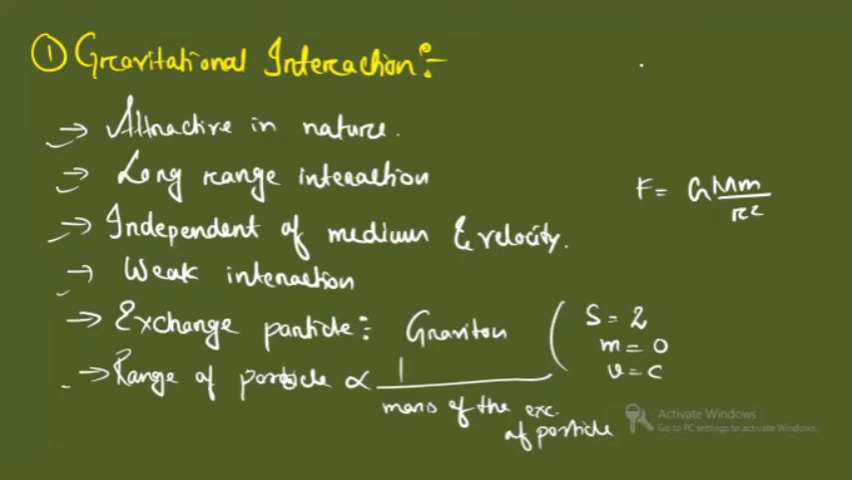 ① Gravitational Interaction :-
→ Attractive in nature.
→ Long range interaction
F = GMm/r²
→ Independent of medium & velocity.
→ Weak interaction
→ Exchange particle :- Graviton ( S = 2
m = 0
v = c
→ Range of particle ∝ 1
mass of the exc.
of particle
Activate Windows
Go to PC settings to activate Windows.